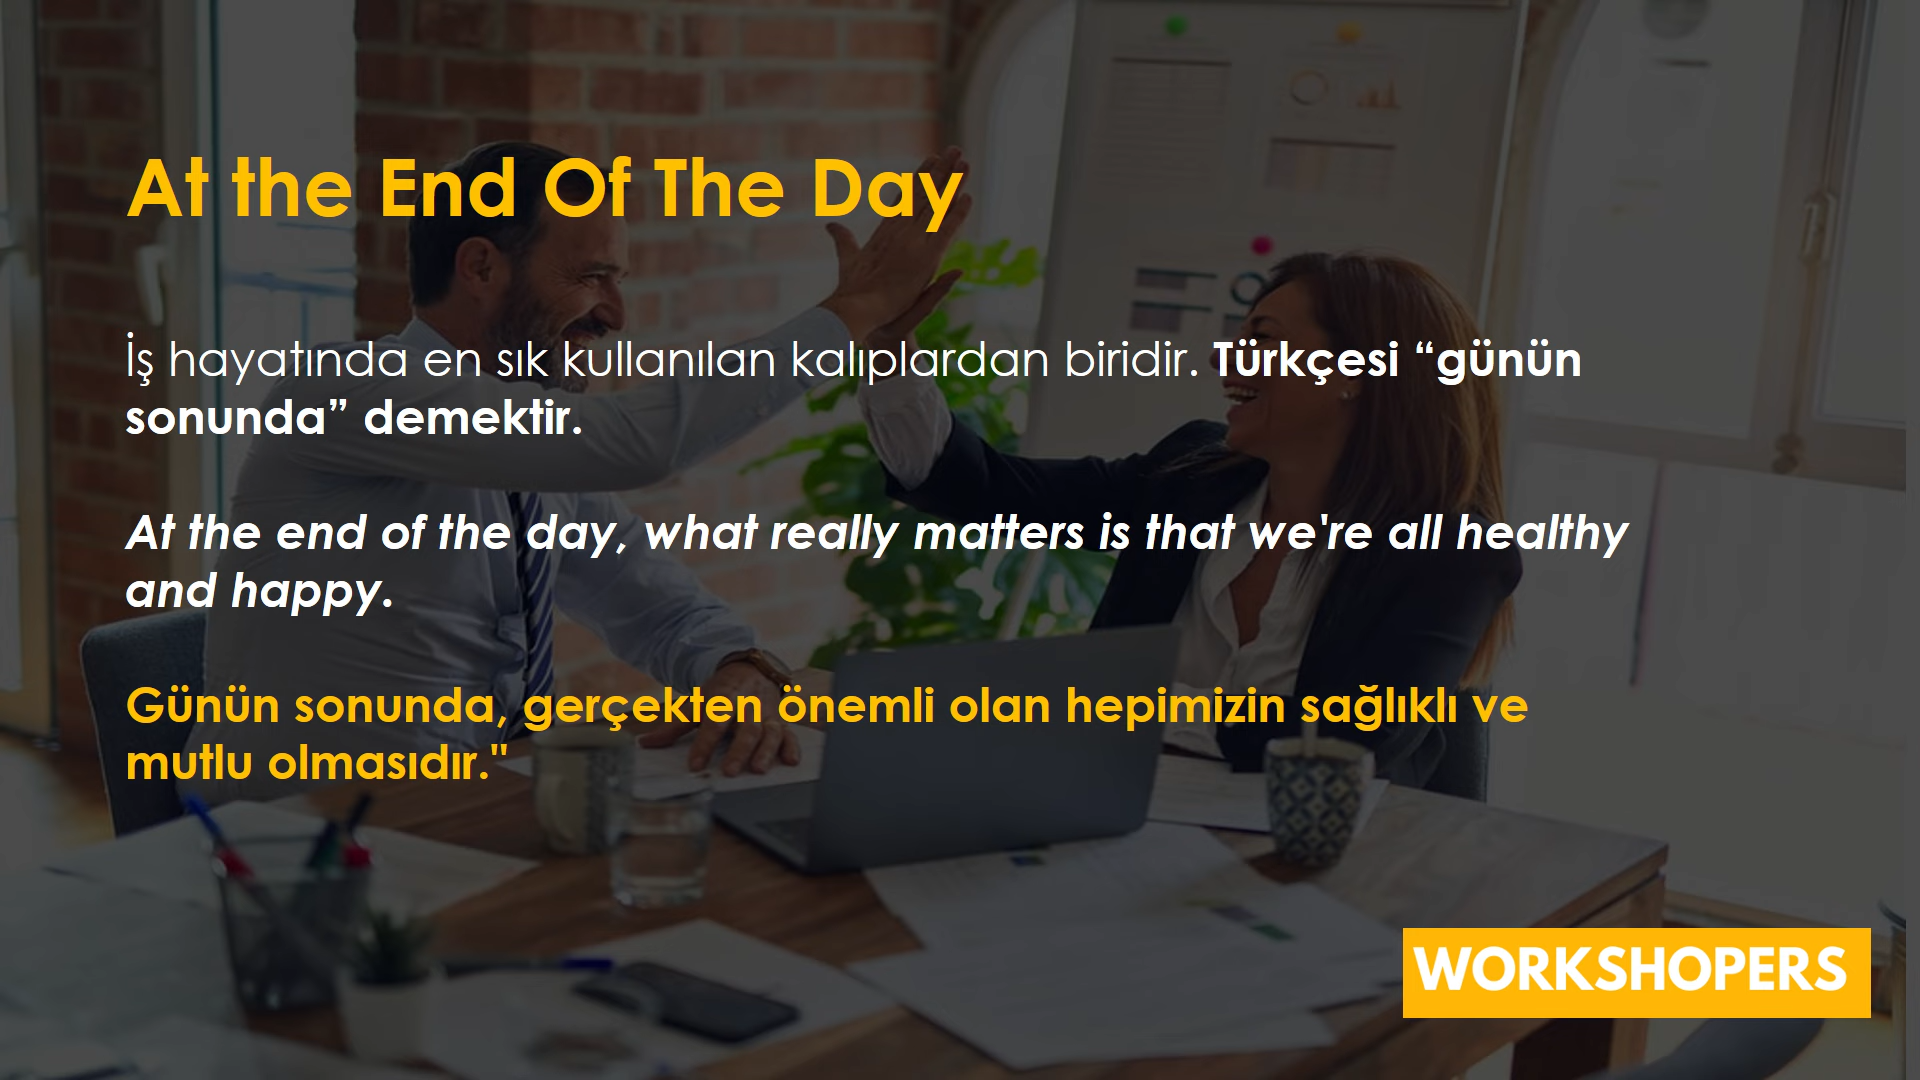 At the End Of The Day
İş hayatında en sık kullanılan kalıplardan biridir. Türkçesi “günün
sonunda” demektir.
At the end of the day, what really matters is that we're all healthy
and happy.
Günün sonunda, gerçekten önemli olan hepimizin sağlıklı ve
mutlu olmasıdır."
WORKSHOPERS